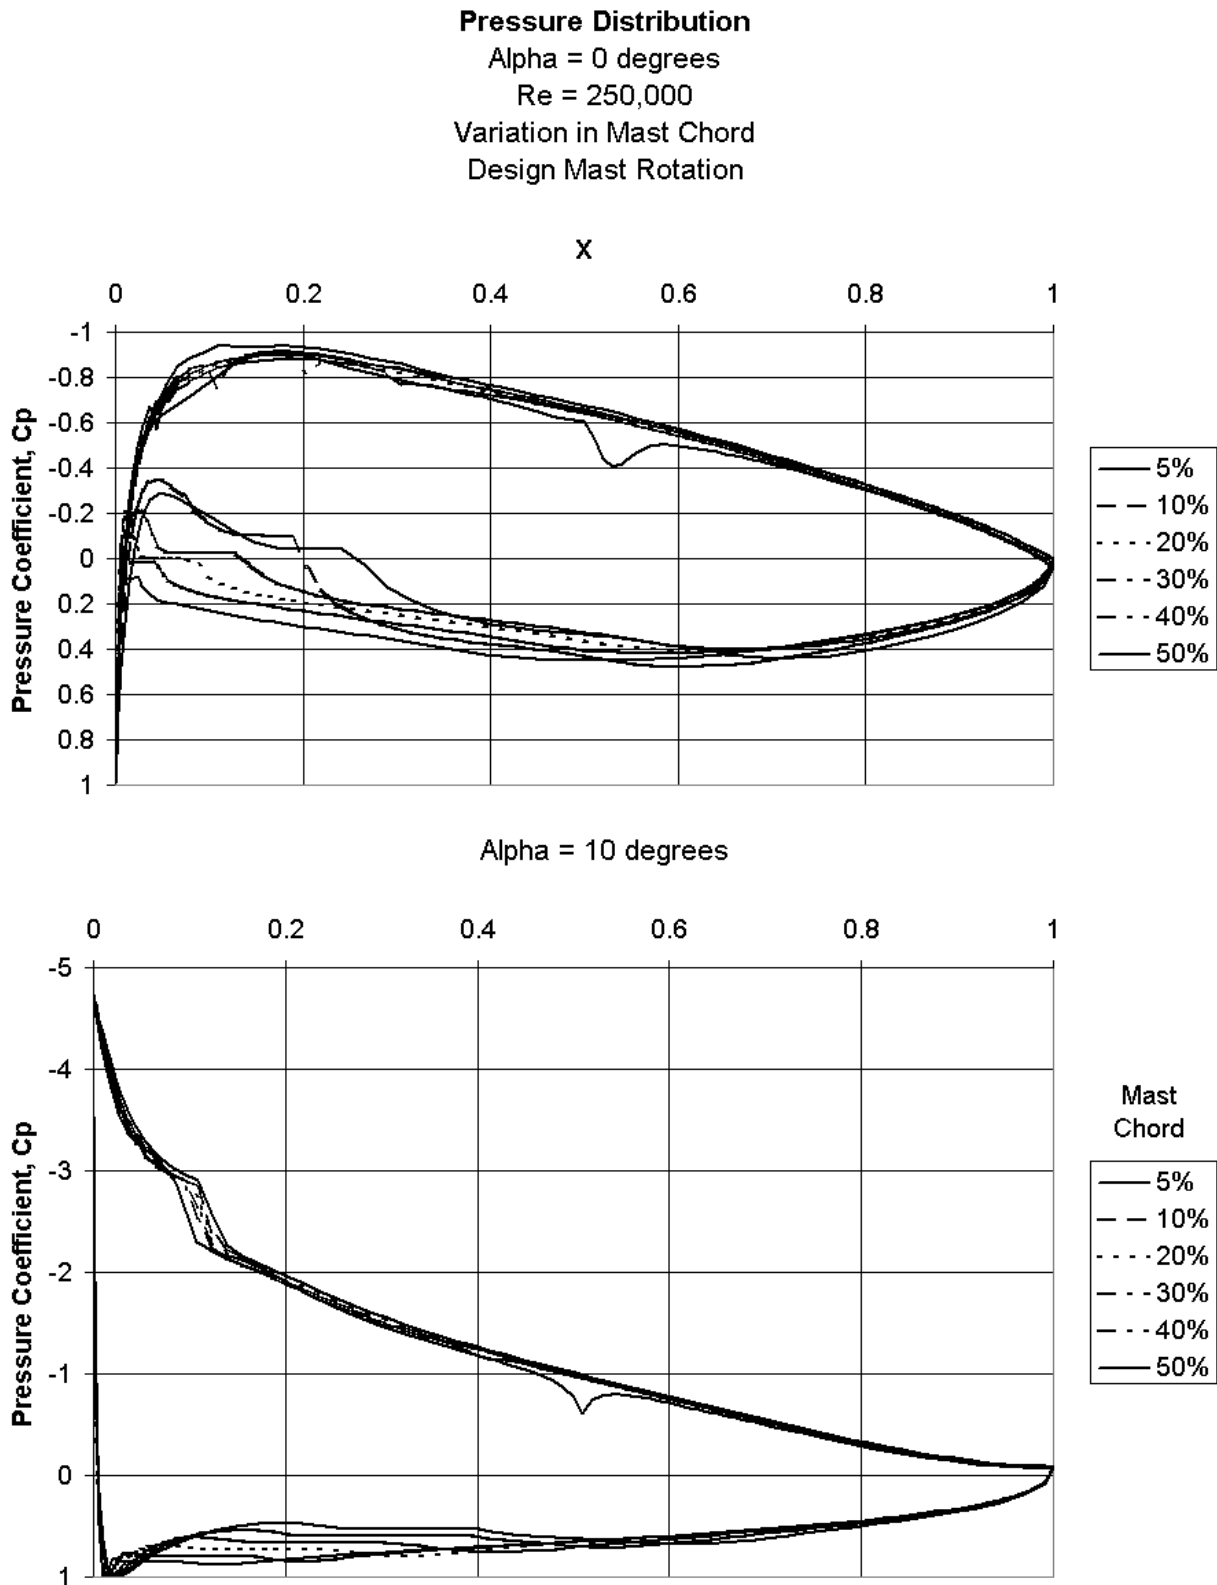 Pressure Distribution
Alpha = 0 degrees
Re = 250,000
Variation in Mast Chord
Design Mast Rotation
X
0 0.2 0.4 0.6 0.8 1
-1
-0.8
-0.6
-0.4
-0.2
0
0.2
0.4
0.6
0.8
1
Pressure Coefficient, Cp
5%
10%
20%
30%
40%
50%
Alpha = 10 degrees
0 0.2 0.4 0.6 0.8 1
-5
-4
-3
-2
-1
0
1
Pressure Coefficient, Cp
Mast
Chord
5%
10%
20%
30%
40%
50%